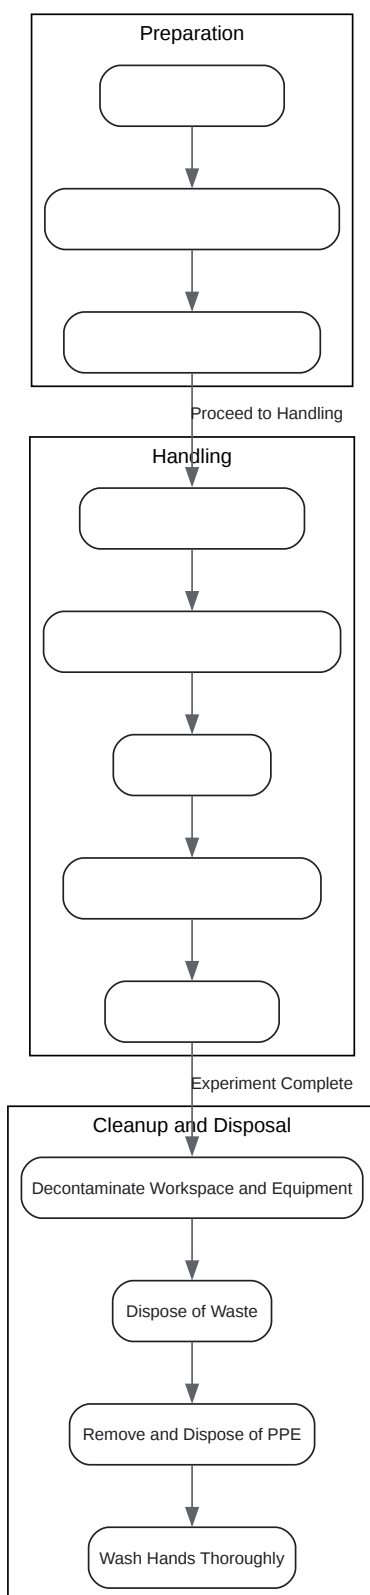 Preparation
Proceed to Handling
Handling
Experiment Complete
Cleanup and Disposal
Decontaminate Workspace and Equipment
Dispose of Waste
Remove and Dispose of PPE
Wash Hands Thoroughly